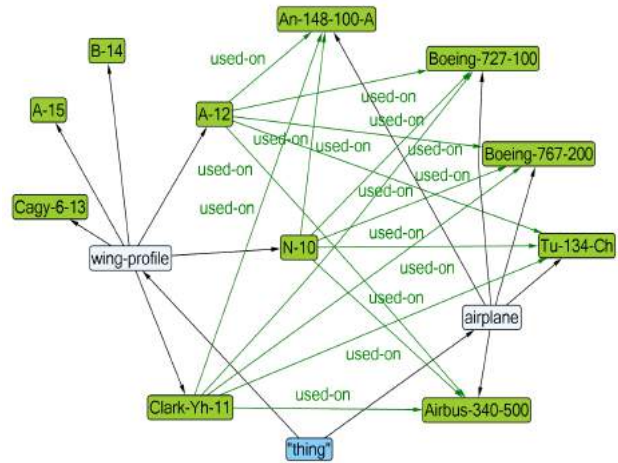 An-148-100-A
B-14
Boeing-727-100
used-on
used-on
A-15
A-12
used-on
used-on
used-on
used-on
Boeing-767-200
used-on
used-on
Cagy-6-13
used-on
used-on
Tu-134-Ch
N-10
wing-profile
used-on
used-on
airplane
used-on
used-on
Clark-Yh-11
Airbus-340-500
"thing"